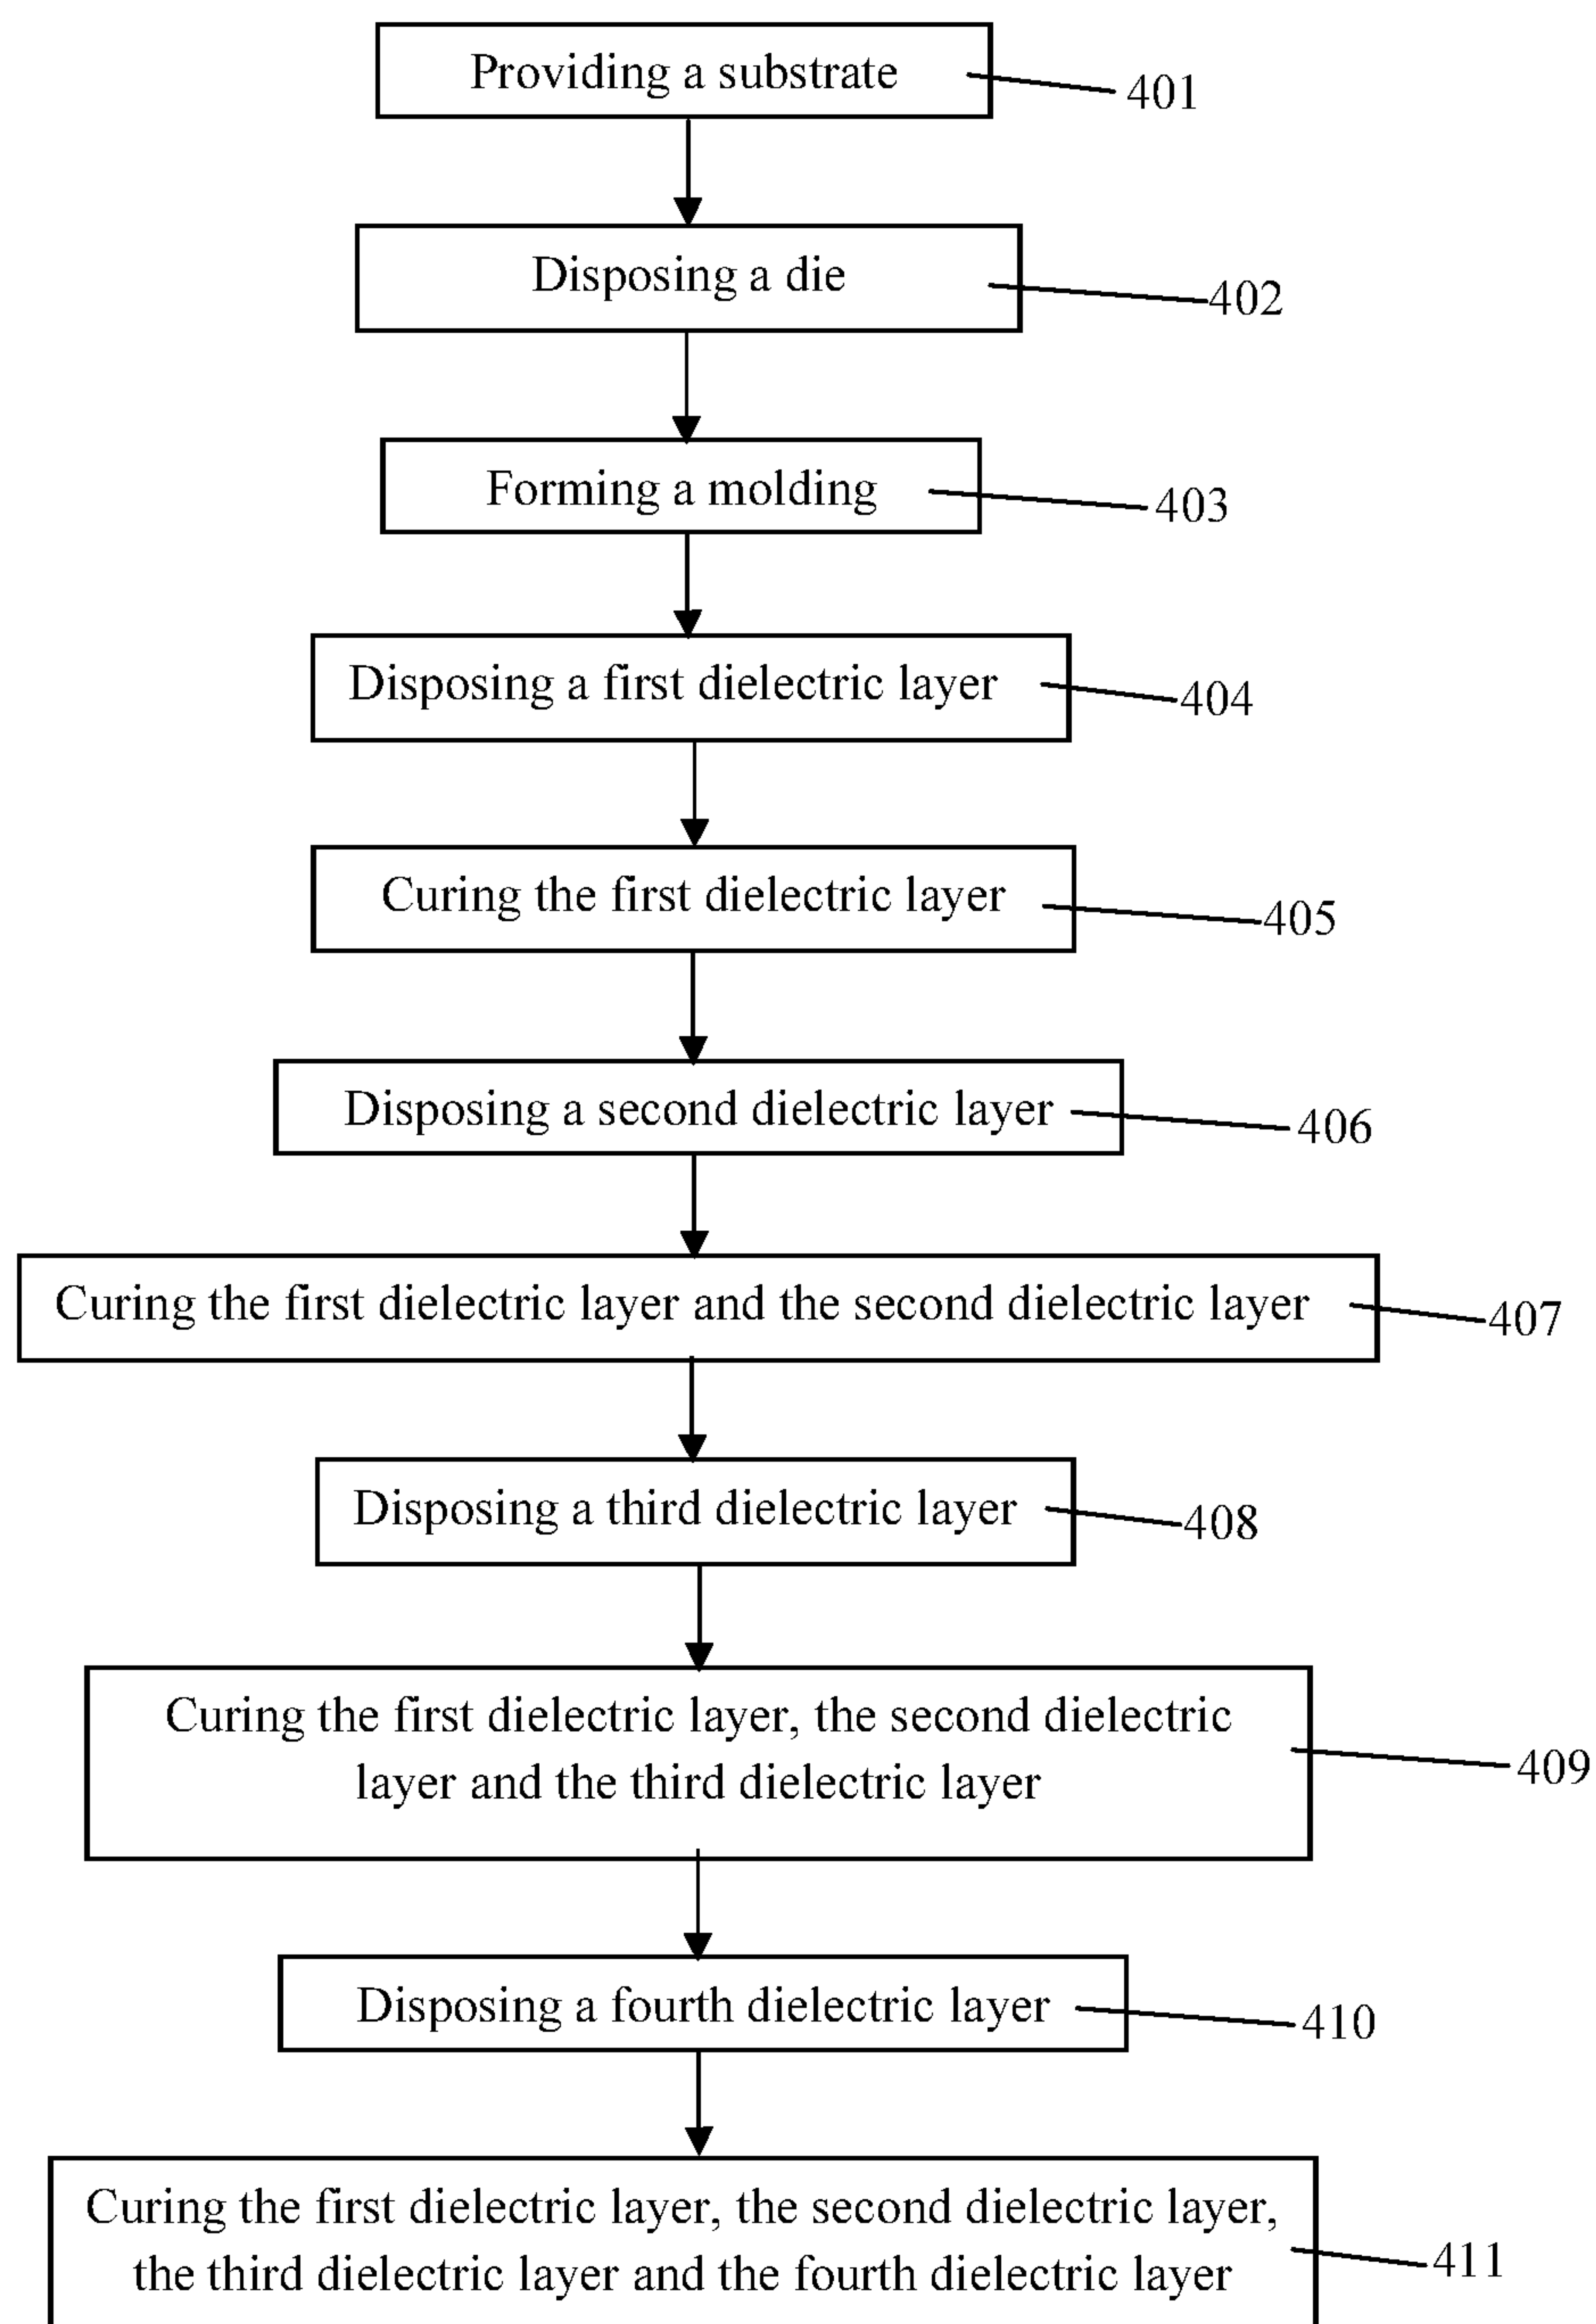 Providing a substrate
401
Disposing a die
402
Forming a molding
403
Disposing a first dielectric layer
404
Curing the first dielectric layer
405
Disposing a second dielectric layer
406
Curing the first dielectric layer and the second dielectric layer
407
Disposing a third dielectric layer
408
Curing the first dielectric layer, the second dielectric
layer and the third dielectric layer
409
Disposing a fourth dielectric layer
410
Curing the first dielectric layer, the second dielectric layer,
the third dielectric layer and the fourth dielectric layer
411